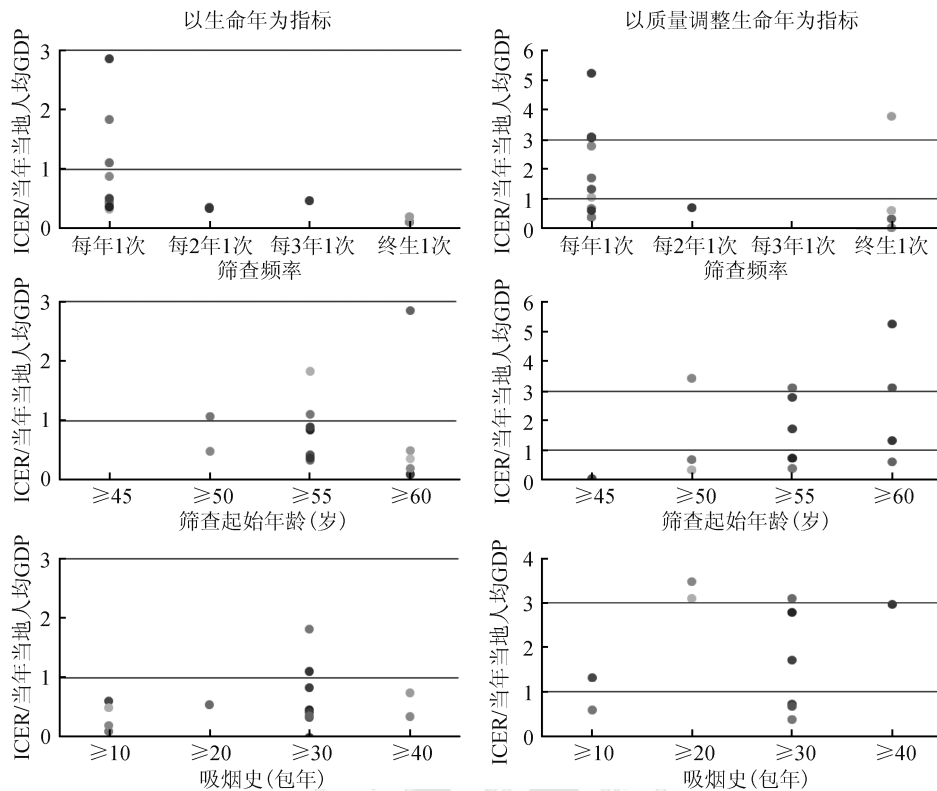 以生命年为指标
ICER/当年当地人均GDP
3
2
1
0
每年1次 每2年1次 每3年1次 终生1次
筛查频率
以质量调整生命年为指标
ICER/当年当地人均GDP
6
5
4
3
2
1
0
每年1次 每2年1次 每3年1次 终生1次
筛查频率
ICER/当年当地人均GDP
3
2
1
0
≥45 ≥50 ≥55 ≥60
筛查起始年龄(岁)
ICER/当年当地人均GDP
6
5
4
3
2
1
0
≥45 ≥50 ≥55 ≥60
筛查起始年龄(岁)
ICER/当年当地人均GDP
3
2
1
0
≥10 ≥20 ≥30 ≥40
吸烟史(包年)
ICER/当年当地人均GDP
4
3
2
1
0
≥10 ≥20 ≥30 ≥40
吸烟史(包年)